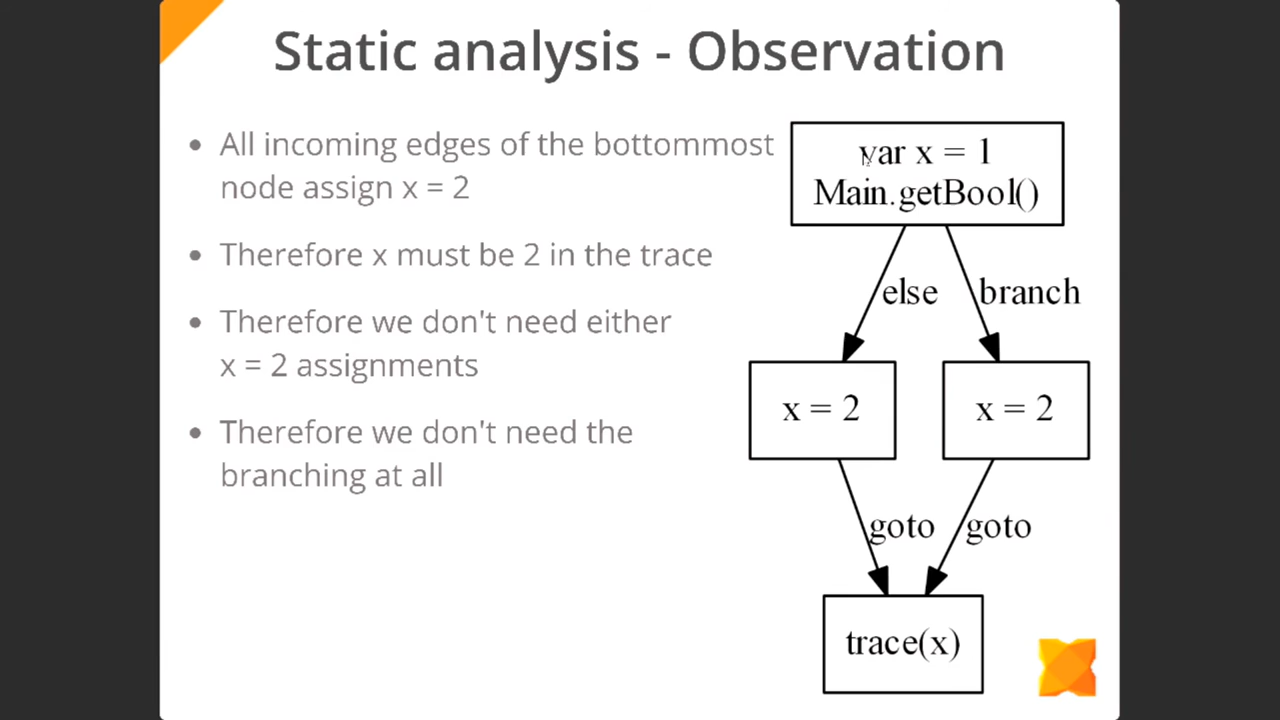 Static analysis - Observation
• All incoming edges of the bottommost
node assign x = 2
• Therefore x must be 2 in the trace
• Therefore we don't need either
x = 2 assignments
• Therefore we don't need the
branching at all
var x = 1
Main.getBool()
else
branch
x = 2
x = 2
goto
goto
trace(x)